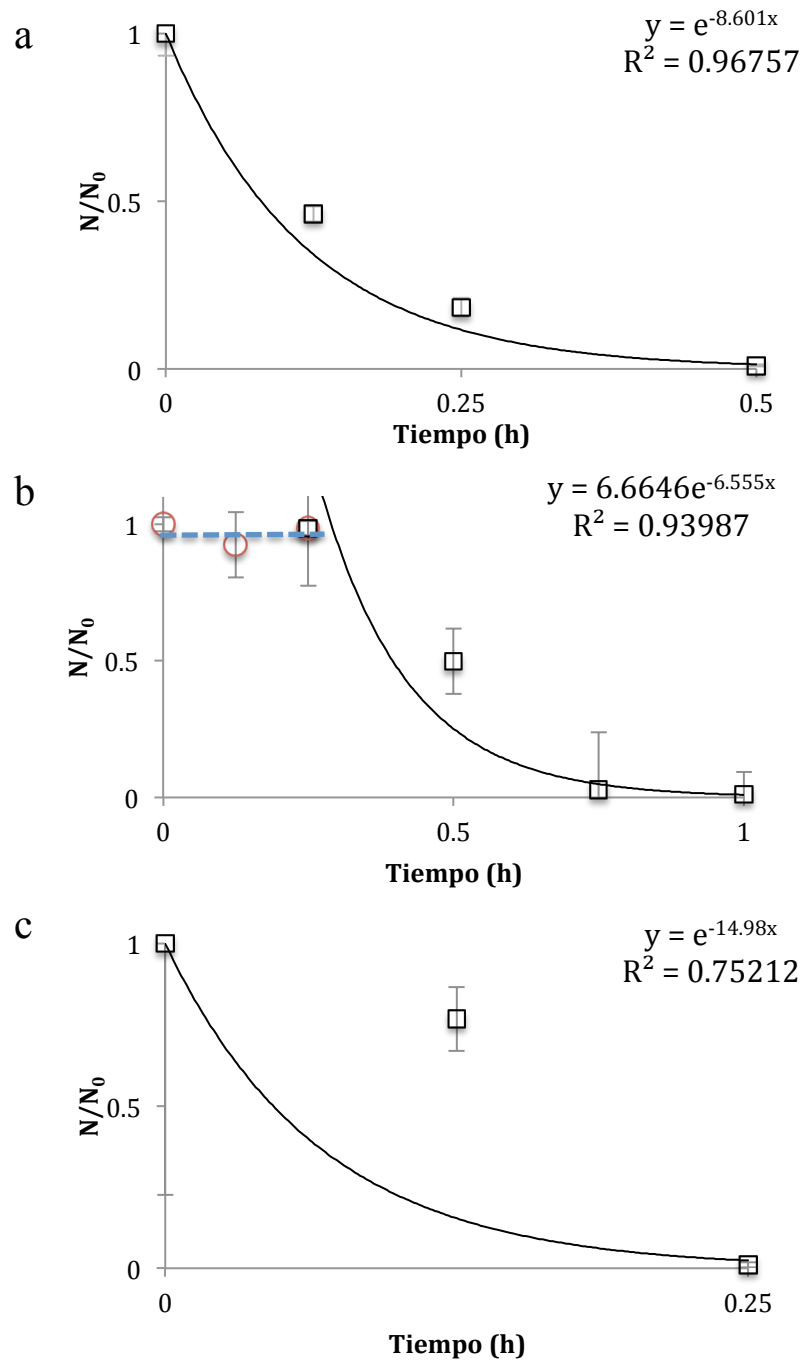 a
y = e^-8.601x
R² = 0.96757
1
0.5
0
N/N₀
0
0.25
0.5
Tiempo (h)
b
y = 6.6646e^-6.555x
R² = 0.93987
1
0.5
0
N/N₀
0
0.5
1
Tiempo (h)
c
y = e^-14.98x
R² = 0.75212
1
0.5
0
N/N₀
0
0.25
Tiempo (h)